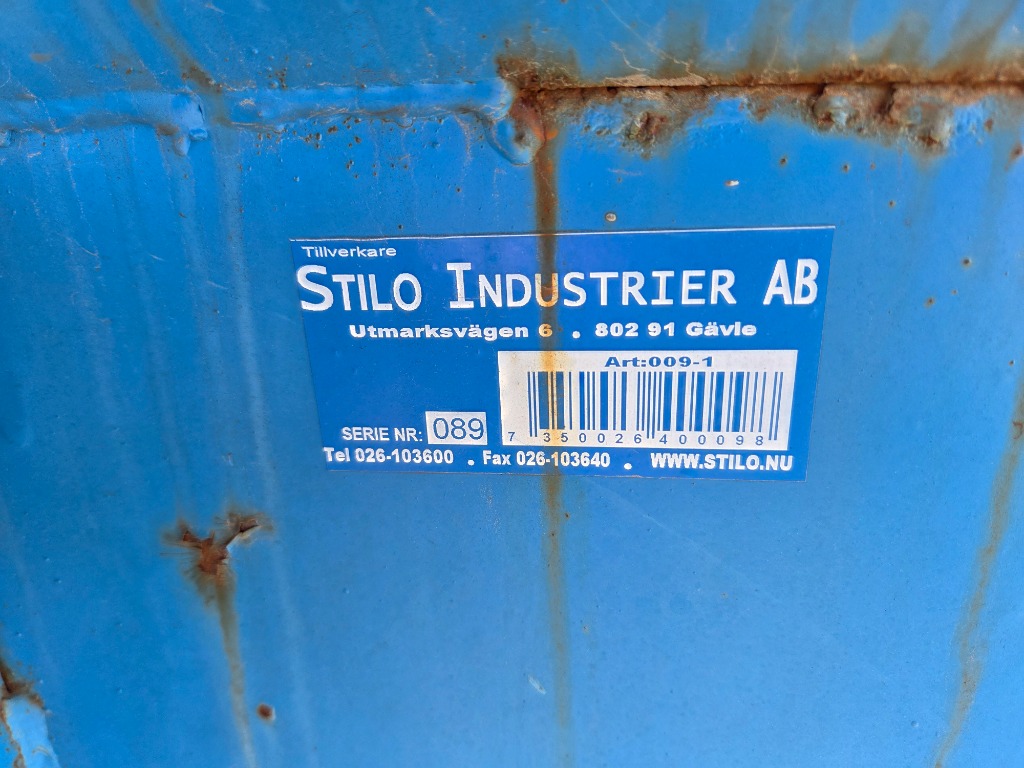 Tillverkare
STILO INDUSTRIER AB
Utmarksvägen 6 . 802 91 Gävle
Art:009-1
SERIE NR: 089
7 350026 400098
Tel 026-103600 . Fax 026-103640 . WWW.STILO.NU